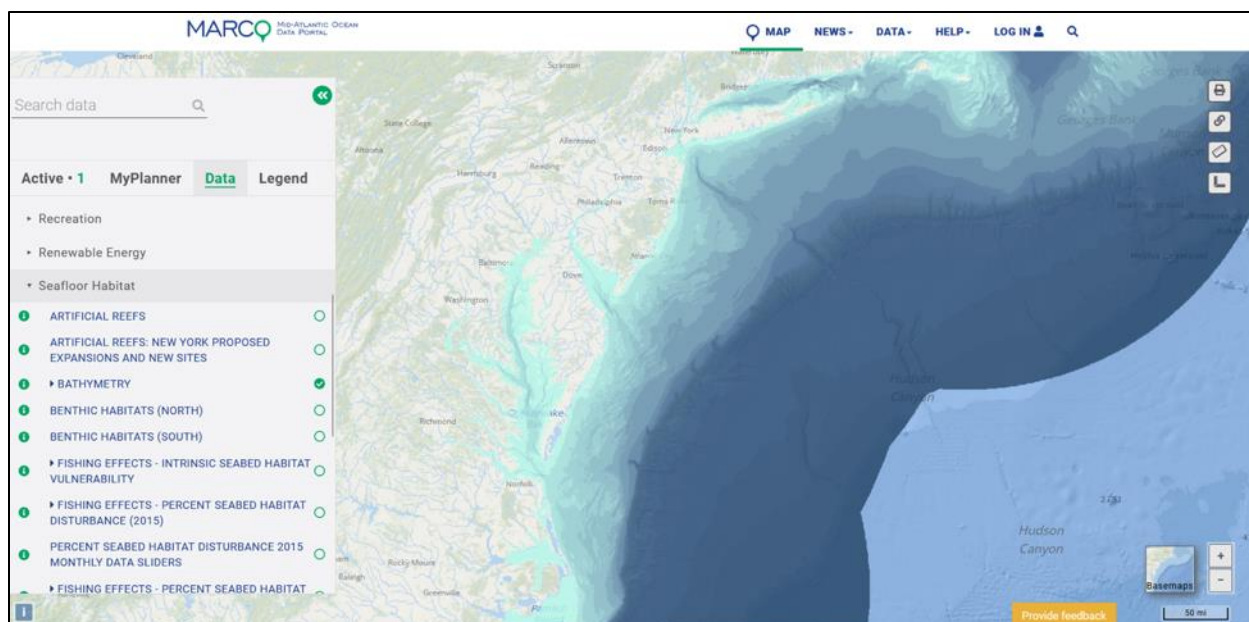 MARCO MID-ATLANTIC OCEAN
DATA PORTAL
MAP NEWS DATA HELP LOG IN
Search data
Active • 1 MyPlanner Data Legend
Recreation
Renewable Energy
Seafloor Habitat
ARTIFICIAL REEFS
ARTIFICIAL REEFS: NEW YORK PROPOSED
EXPANSIONS AND NEW SITES
BATHYMETRY
BENTHIC HABITATS (NORTH)
BENTHIC HABITATS (SOUTH)
FISHING EFFECTS - INTRINSIC SEABED HABITAT
VULNERABILITY
FISHING EFFECTS - PERCENT SEABED HABITAT
DISTURBANCE (2015)
PERCENT SEABED HABITAT DISTURBANCE 2015
MONTHLY DATA SLIDERS
FISHING EFFECTS - PERCENT SEABED HABITAT
Cleveland
Scranton
State College
Altoona
Allentown
New York
Edison
Reading
Harrisburg
Trenton
Philadelphia
Toms R
Baltimore
Dove
Washington
Richmond
Norfolk
Rocky Mount
Raleigh
Greenville
Georges Bank
Hudson
Canyon
Hudson
Canyon
Basemaps
+
−
Provide feedback
50 mi